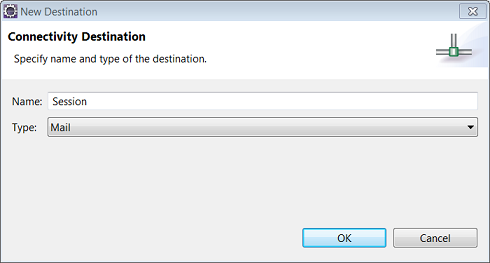 New Destination
Connectivity Destination
Specify name and type of the destination.
Name: Session
Type: Mail
OK Cancel